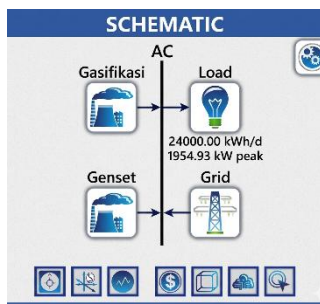 SCHEMATIC
AC
Gasifikasi
Load
24000.00 kWh/d
1954.93 kW peak
Genset
Grid
$